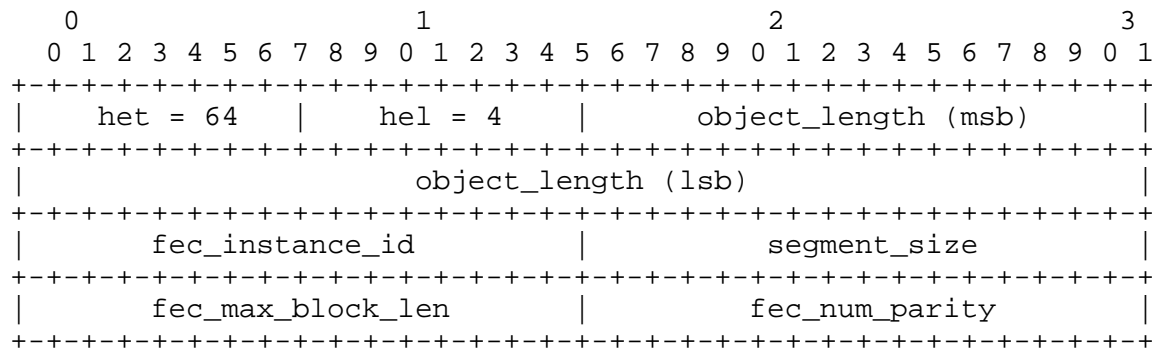 0 1 2 3
0 1 2 3 4 5 6 7 8 9 0 1 2 3 4 5 6 7 8 9 0 1 2 3 4 5 6 7 8 9 0 1
+-+-+-+-+-+-+-+-+-+-+-+-+-+-+-+-+-+-+-+-+-+-+-+-+-+-+-+-+-+-+-+-+
| het = 64 | hel = 4 | object_length (msb) |
+-+-+-+-+-+-+-+-+-+-+-+-+-+-+-+-+-+-+-+-+-+-+-+-+-+-+-+-+-+-+-+-+
| object_length (lsb) |
+-+-+-+-+-+-+-+-+-+-+-+-+-+-+-+-+-+-+-+-+-+-+-+-+-+-+-+-+-+-+-+-+
| fec_instance_id | segment_size |
+-+-+-+-+-+-+-+-+-+-+-+-+-+-+-+-+-+-+-+-+-+-+-+-+-+-+-+-+-+-+-+-+
| fec_max_block_len | fec_num_parity |
+-+-+-+-+-+-+-+-+-+-+-+-+-+-+-+-+-+-+-+-+-+-+-+-+-+-+-+-+-+-+-+-+